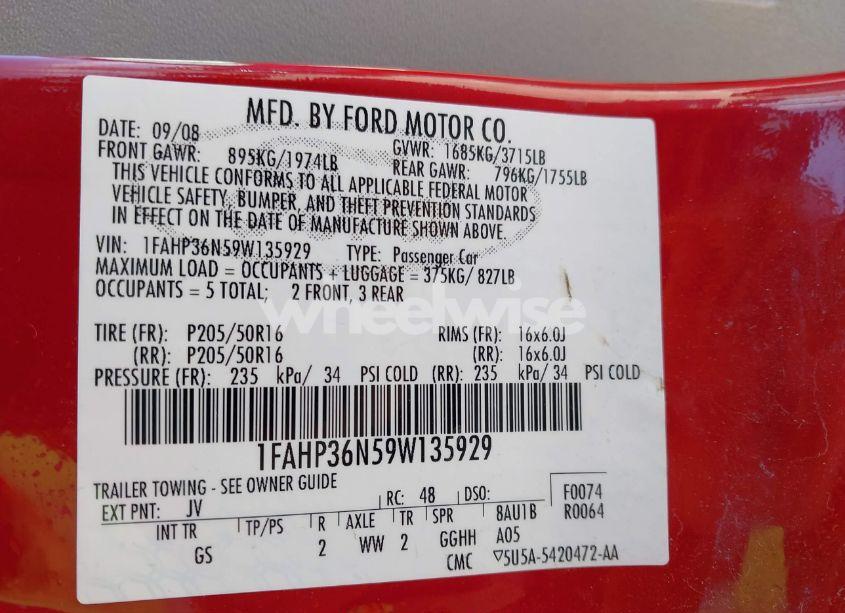 MFD. BY FORD MOTOR CO.
DATE: 09/08 GVWR: 1685KG/3715LB
FRONT GAWR: 895KG/1974LB REAR GAWR: 796KG/1755LB
THIS VEHICLE CONFORMS TO ALL APPLICABLE FEDERAL MOTOR
VEHICLE SAFETY, BUMPER, AND THEFT PREVENTION STANDARDS
IN EFFECT ON THE DATE OF MANUFACTURE SHOWN ABOVE.
VIN: 1FAHP36N59W135929 TYPE: Passenger Car
MAXIMUM LOAD = OCCUPANTS + LUGGAGE = 375KG/ 827LB
OCCUPANTS = 5 TOTAL; 2 FRONT, 3 REAR
wheelwise
TIRE (FR): P205/50R16 RIMS (FR): 16x6.0J
(RR): P205/50R16 (RR): 16x6.0J
PRESSURE (FR): 235 kPa/ 34 PSI COLD (RR): 235 kPa/ 34 PSI COLD
1FAHP36N59W135929
TRAILER TOWING - SEE OWNER GUIDE
EXT PNT: JV RC: 48 DSO: F0074
R0064
INT TR TP/PS R AXLE TR SPR 8AU1B
GS 2 WW 2 GGHH A05
CMC ▽5U5A-5420472-AA